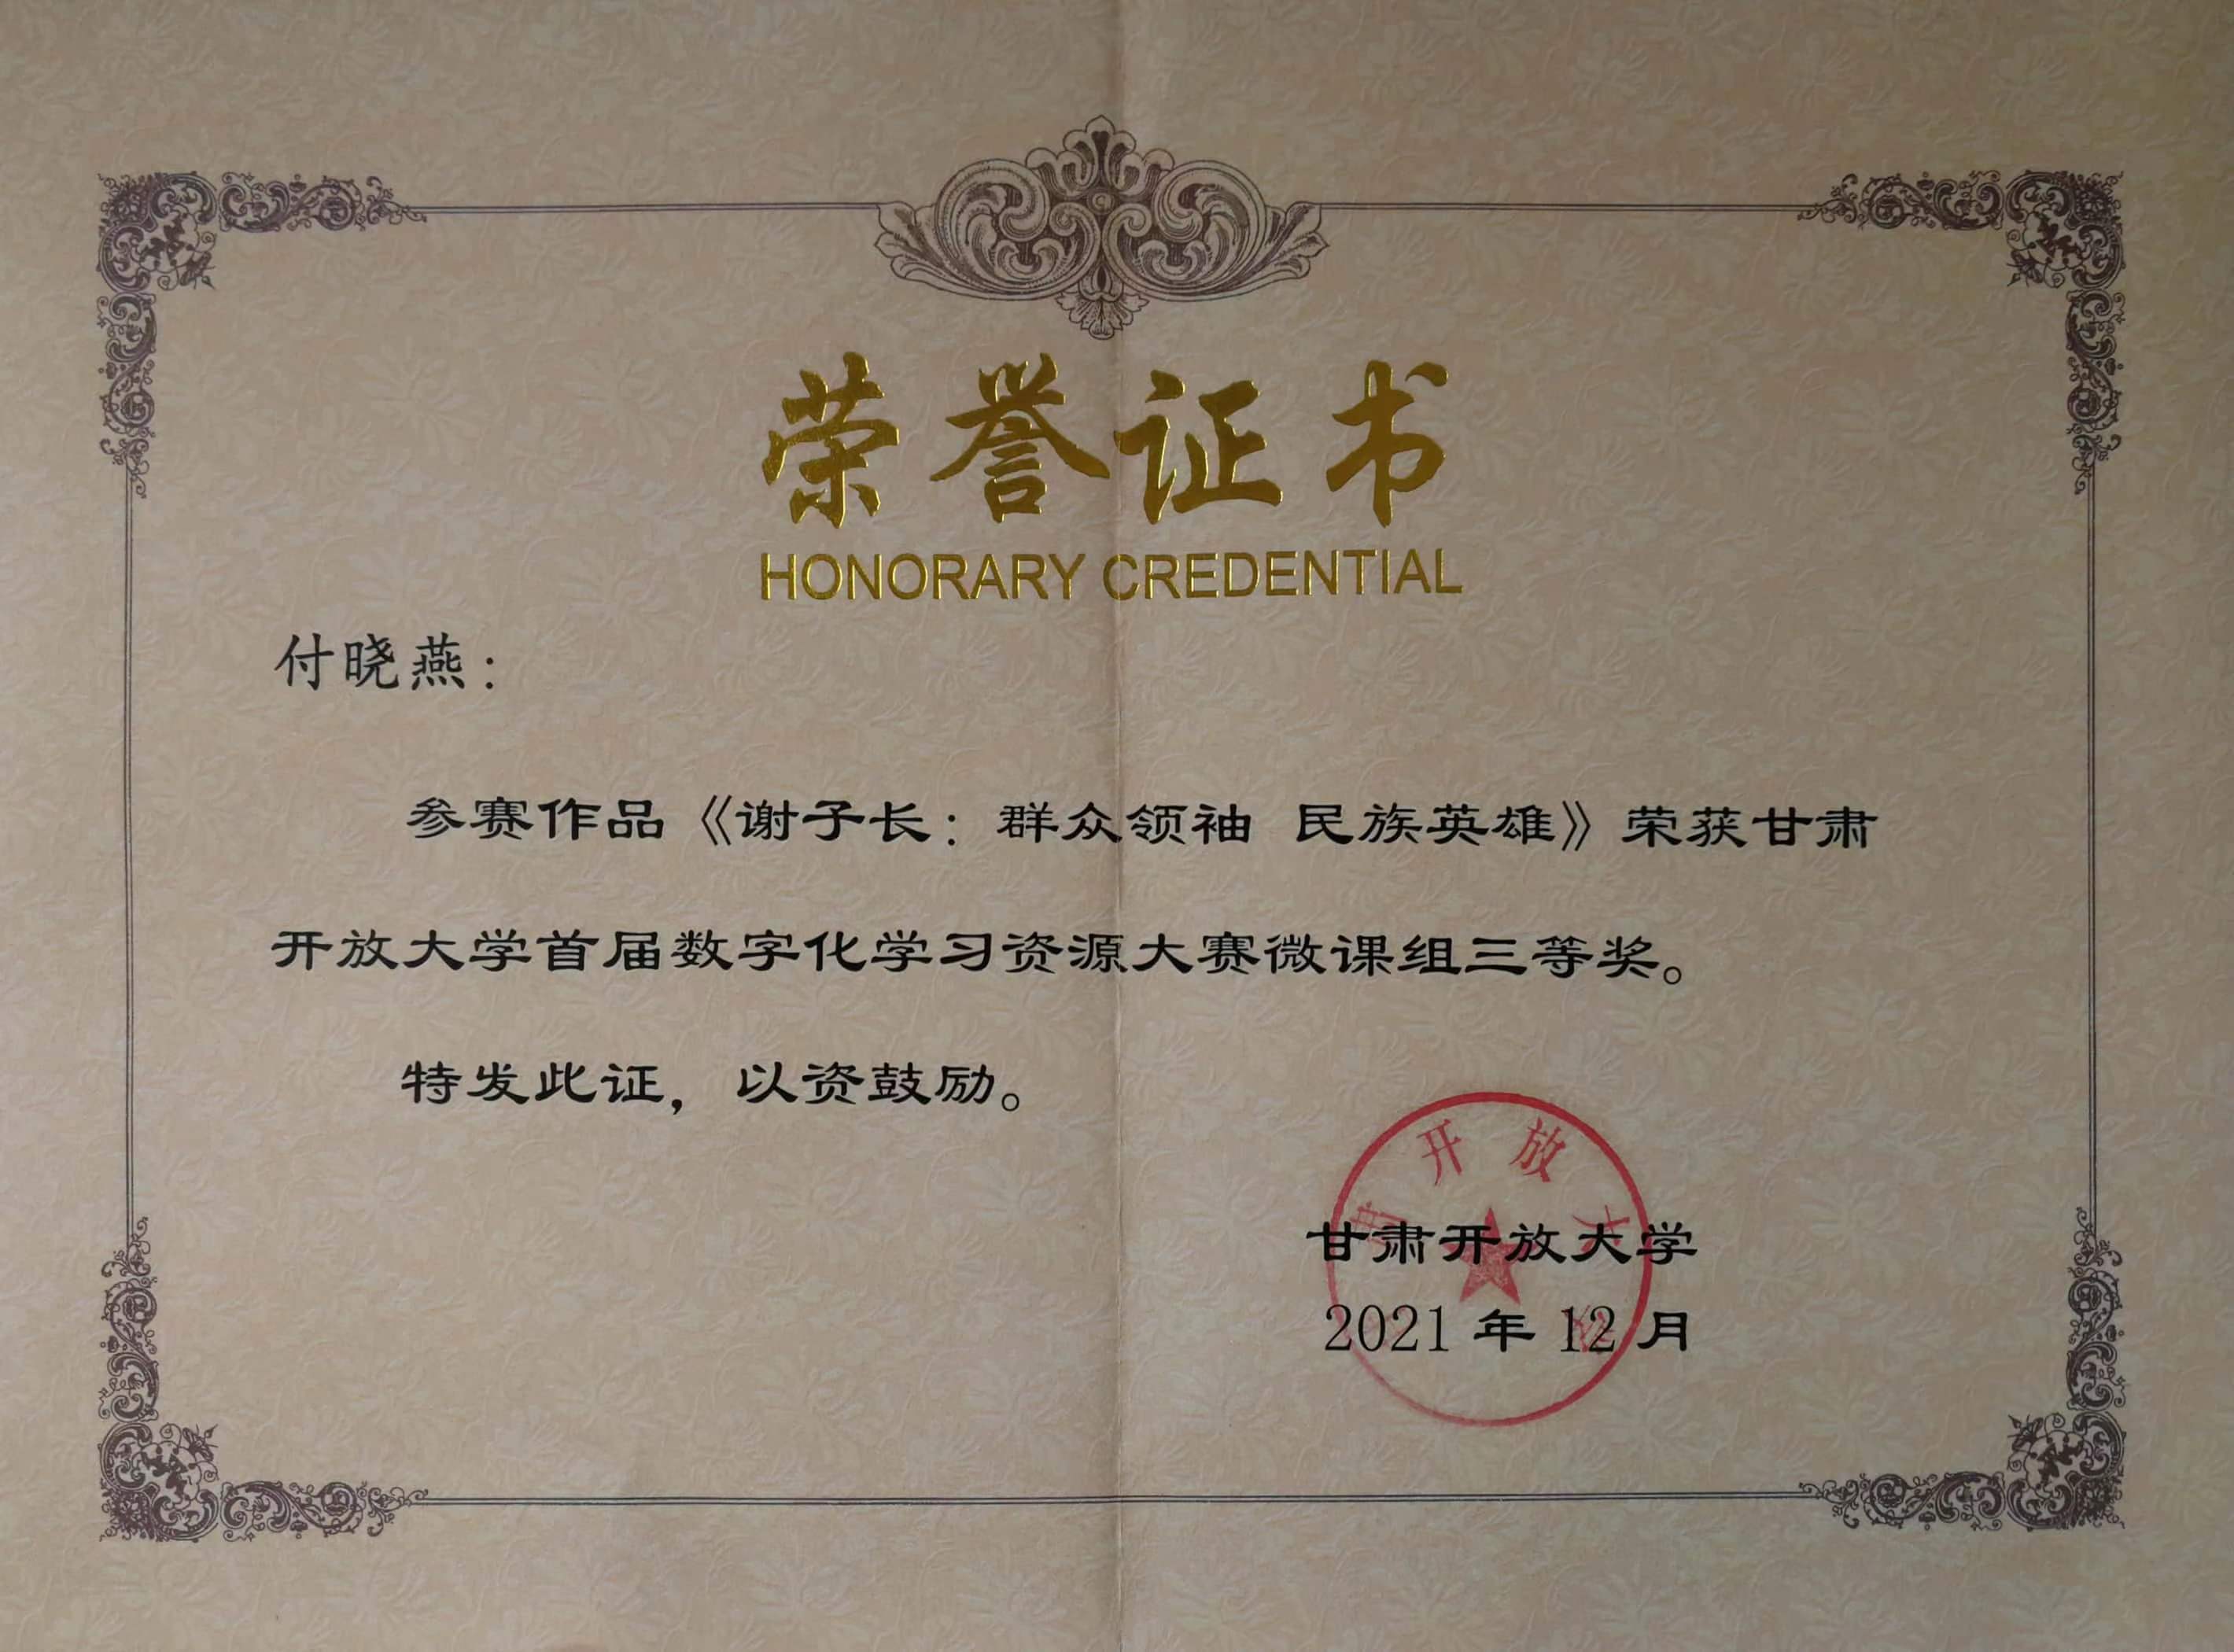 荣誉证书
HONORARY CREDENTIAL
付晓燕：
参赛作品《谢子长：群众领袖 民族英雄》荣获甘肃
开放大学首届数字化学习资源大赛微课组三等奖。
特发此证，以资鼓励。
开放大
甘肃开放大学
2021年12月